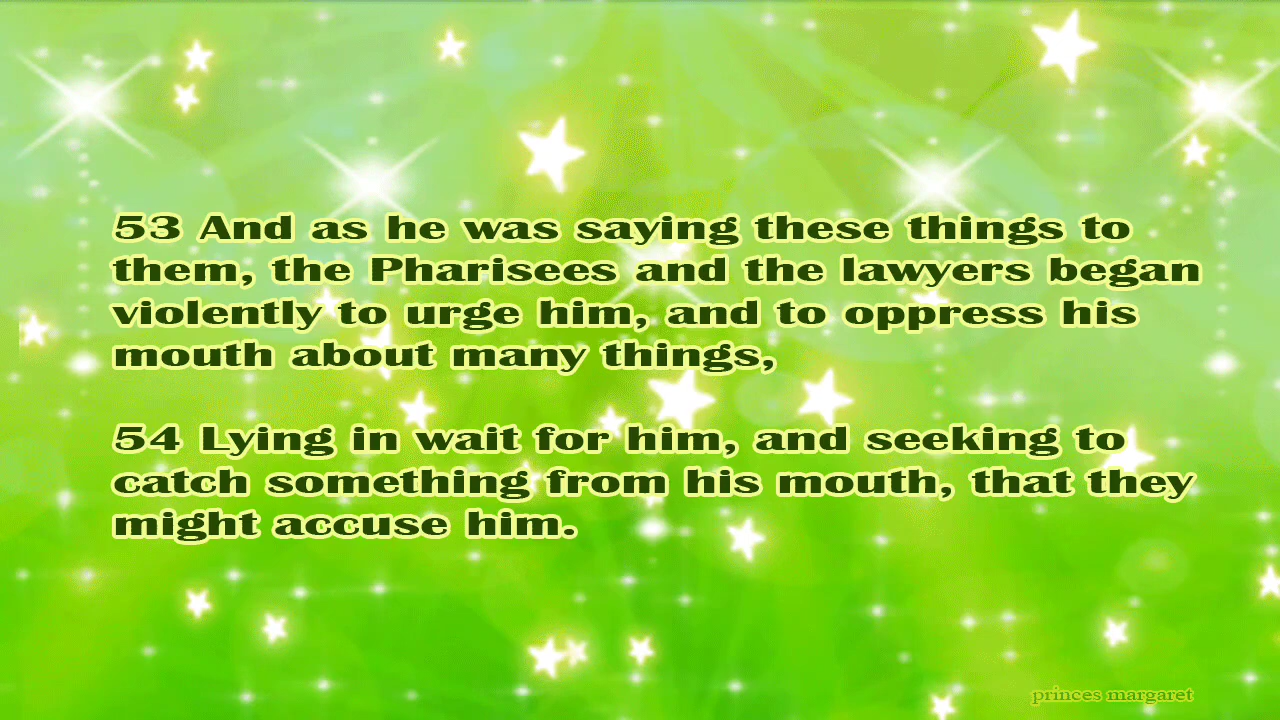 53 And as he was saying these things to
them, the Pharisees and the lawyers began
violently to urge him, and to oppress his
mouth about many things,
54 Lying in wait for him, and seeking to
catch something from his mouth, that they
might accuse him.
princes margaret